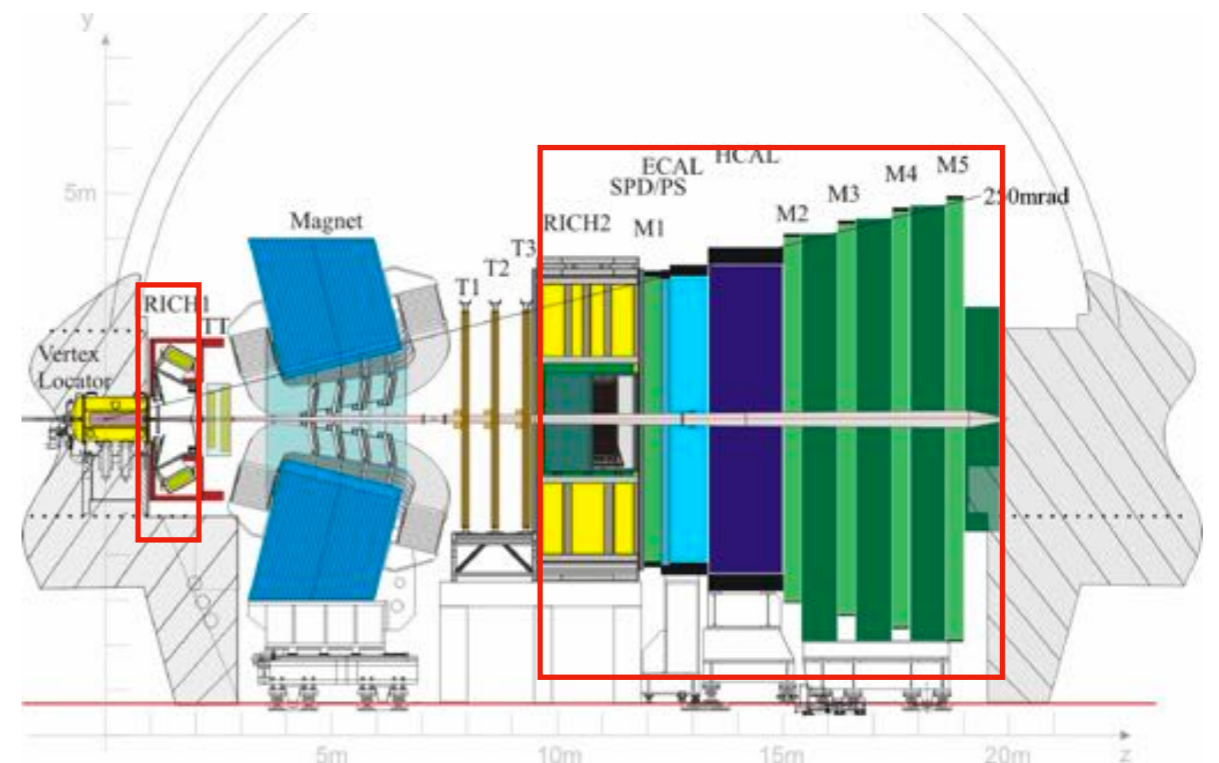 y
HCAL
ECAL
M5
SPD/PS
M4
5m
M3
250mrad
Magnet
M2
RICH2
M1
T3
T2
T1
RICH1
TT
Vertex
Locator
5m
10m
15m
20m
z